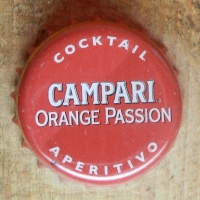 COCKTAIL
CAMPARI
ORANGE PASSION
APERITIVO